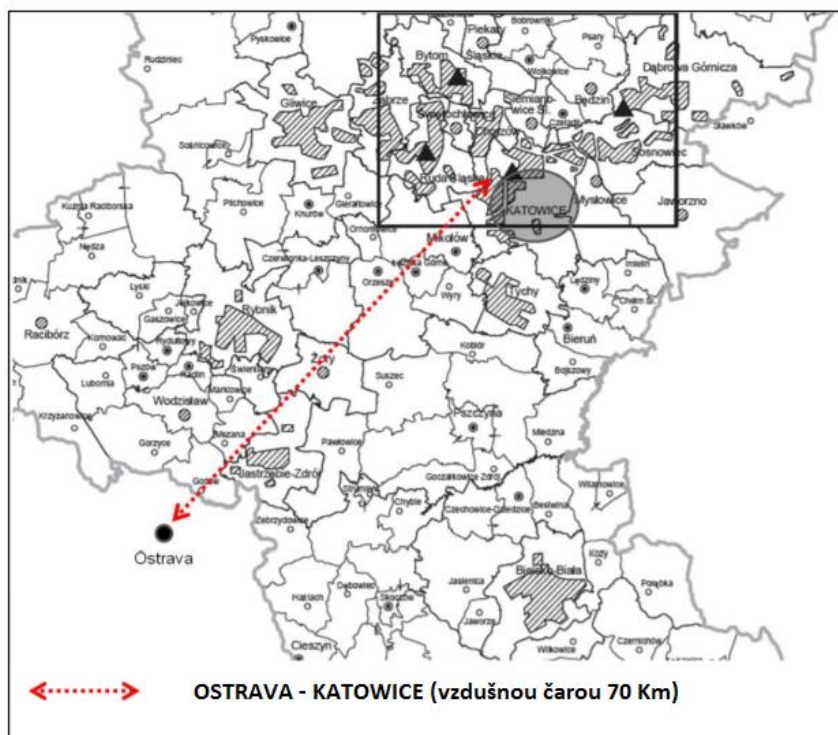 Pyskowice
Piekary
Śląskie
Bobrowniki
Psary
Rudziniec
Bytom
Wojkowice
Dąbrowa Górnicza
Gliwice
Zabrze
Świętochłowice
Siemiano-
wice Śl.
Będzin
Chorzów
Czeladź
Sławków
Sośnicowice
Sosnowiec
Ruda Śląska
Kuźnia Raciborska
Pilchowice
Gierałtowice
Knurów
KATOWICE
Mysłowice
Jaworzno
Ornontowice
Mikołów
Nędza
Czerwionka-Leszczyny
Łaziska Górne
Orzesze
Imielin
Lędziny
Lyski
Wyry
Tychy
Chełm Śl.
Jejkowice
Gaszowice
Rybnik
Racibórz
Rydułtowy
Bieruń
Kornowac
Kobiór
Pszów
Radlin
Żory
Bojszowy
Lubomia
Świerklany
Suszec
Marklowice
Wodzisław
Krzyżanowice
Pszczyna
Mszana
Miedźna
Gorzyce
Pawłowice
Jastrzębie-Zdrój
Goczałkowice Zdrój
Godów
Strumień
Wilamowice
Chybie
Czechowice-Dziedzice
Bestwina
Zebrzydowice
Ostrava
Kozy
Bielsko-Biała
Dębowiec
Jasienica
Porąbka
Hażlach
Skoczów
Jaworze
Cieszyn
Wilkowice
Czernichów
OSTRAVA - KATOWICE (vzdušnou čarou 70 Km)